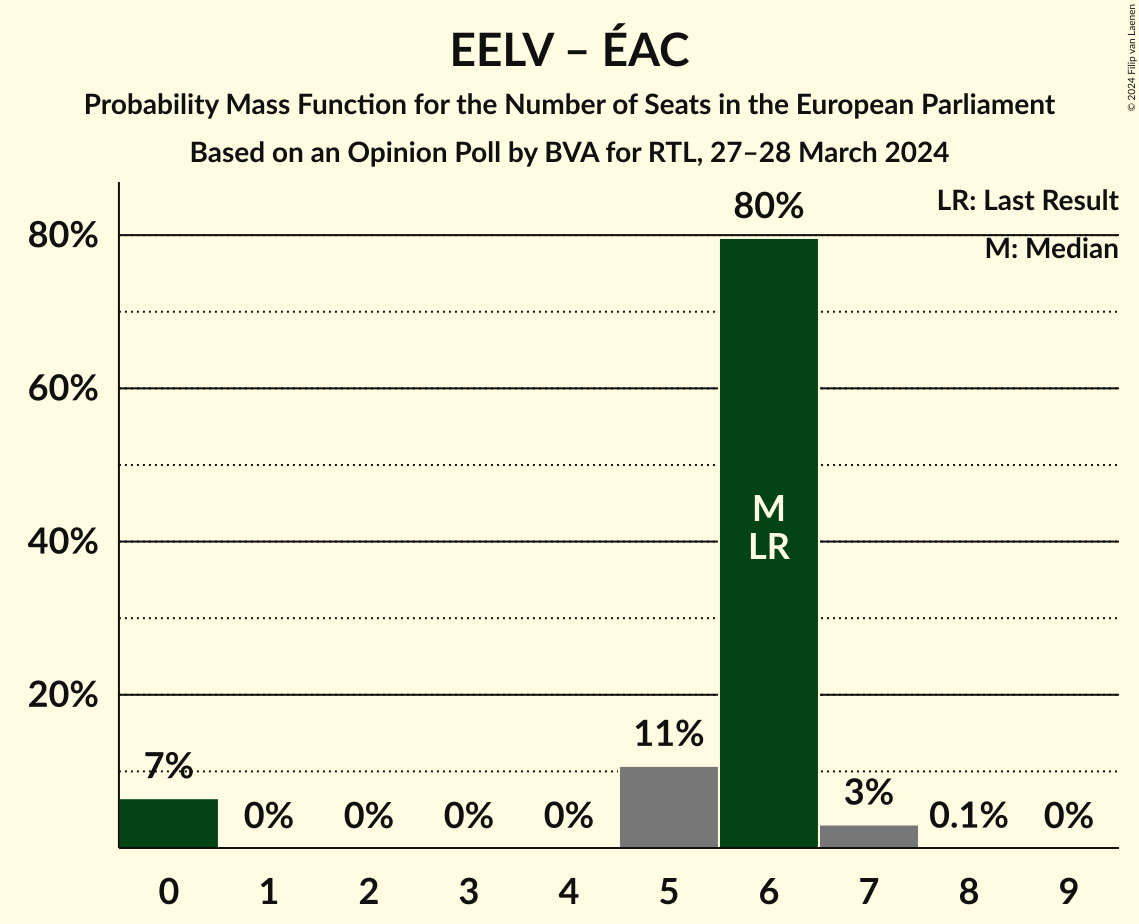 EELV – ÉAC
Probability Mass Function for the Number of Seats in the European Parliament
Based on an Opinion Poll by BVA for RTL, 27–28 March 2024
© 2024 Filip van Laenen
LR: Last Result
M: Median
80%
60%
40%
20%
7%
0%
0%
0%
0%
11%
80%
M
LR
3%
0.1%
0%
0 1 2 3 4 5 6 7 8 9